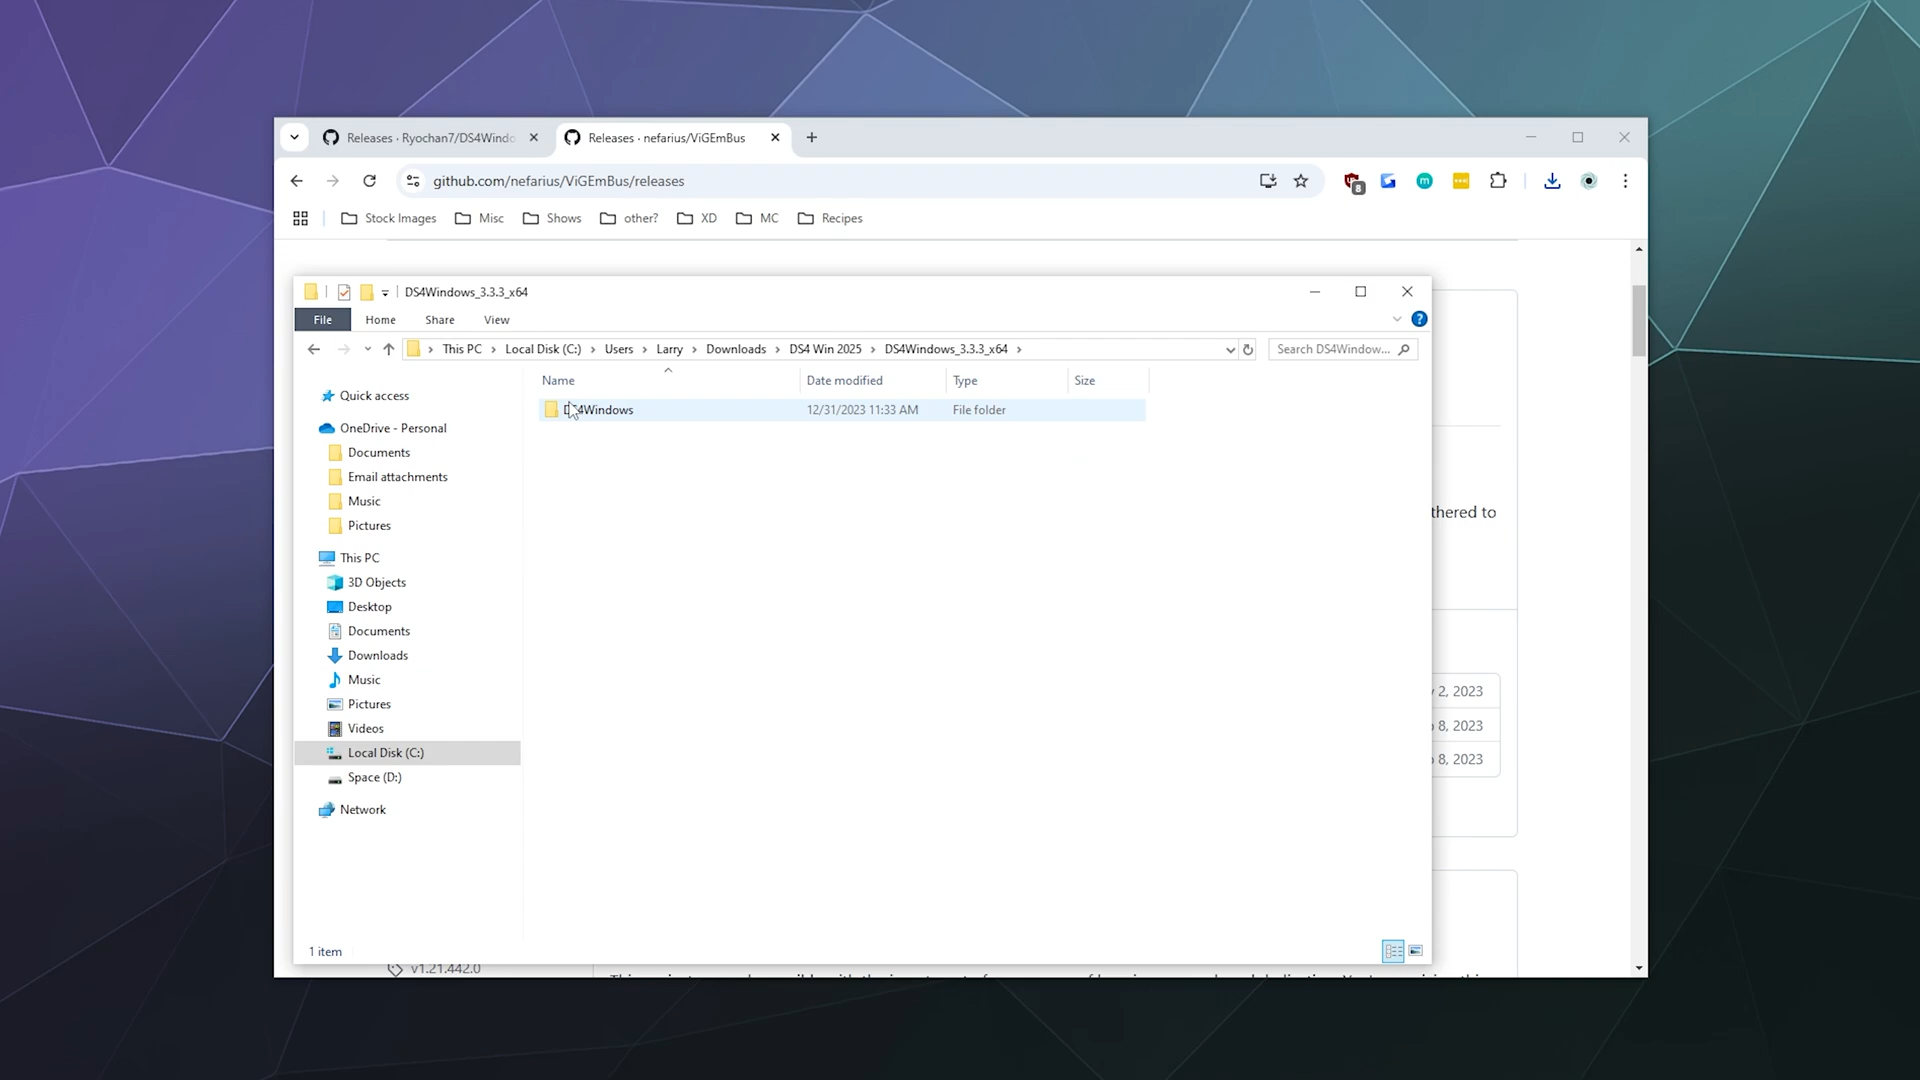 Releases · Ryochan7/DS4Windo
Releases · nefarius/ViGEmBus
github.com/nefarius/ViGEmBus/releases
8
m
Stock Images
Misc
Shows
other?
XD
MC
Recipes
DS4Windows_3.3.3_x64
File
Home
Share
View
?
This PC > Local Disk (C:) > Users > Larry > Downloads > DS4 Win 2025 > DS4Windows_3.3.3_x64 >
Search DS4Window...
Name
Date modified
Type
Size
DS4Windows
12/31/2023 11:33 AM
File folder
Quick access
OneDrive - Personal
Documents
Email attachments
Music
Pictures
This PC
3D Objects
Desktop
Documents
Downloads
Music
Pictures
Videos
Local Disk (C:)
Space (D:)
Network
1 item
thered to
2, 2023
8, 2023
8, 2023
v1.21.442.0